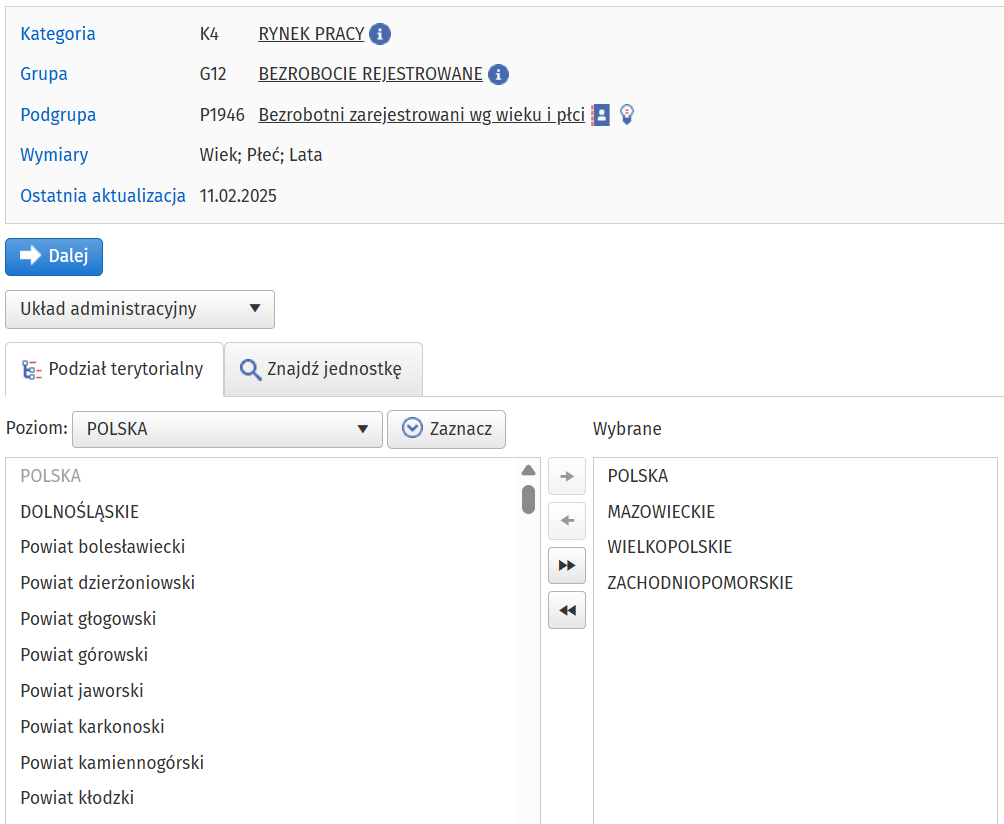 Kategoria K4 RYNEK PRACY
Grupa G12 BEZROBOCIE REJESTROWANE
Podgrupa P1946 Bezrobotni zarejestrowani wg wieku i płci
Wymiary Wiek; Płeć; Lata
Ostatnia aktualizacja 11.02.2025
Dalej
Układ administracyjny
Podział terytorialny Znajdź jednostkę
Poziom: POLSKA Zaznacz Wybrane
POLSKA
DOLNOŚLĄSKIE
Powiat bolesławiecki
Powiat dzierżoniowski
Powiat głogowski
Powiat górowski
Powiat jaworski
Powiat karkonoski
Powiat kamiennogórski
Powiat kłodzki
POLSKA
MAZOWIECKIE
WIELKOPOLSKIE
ZACHODNIOPOMORSKIE